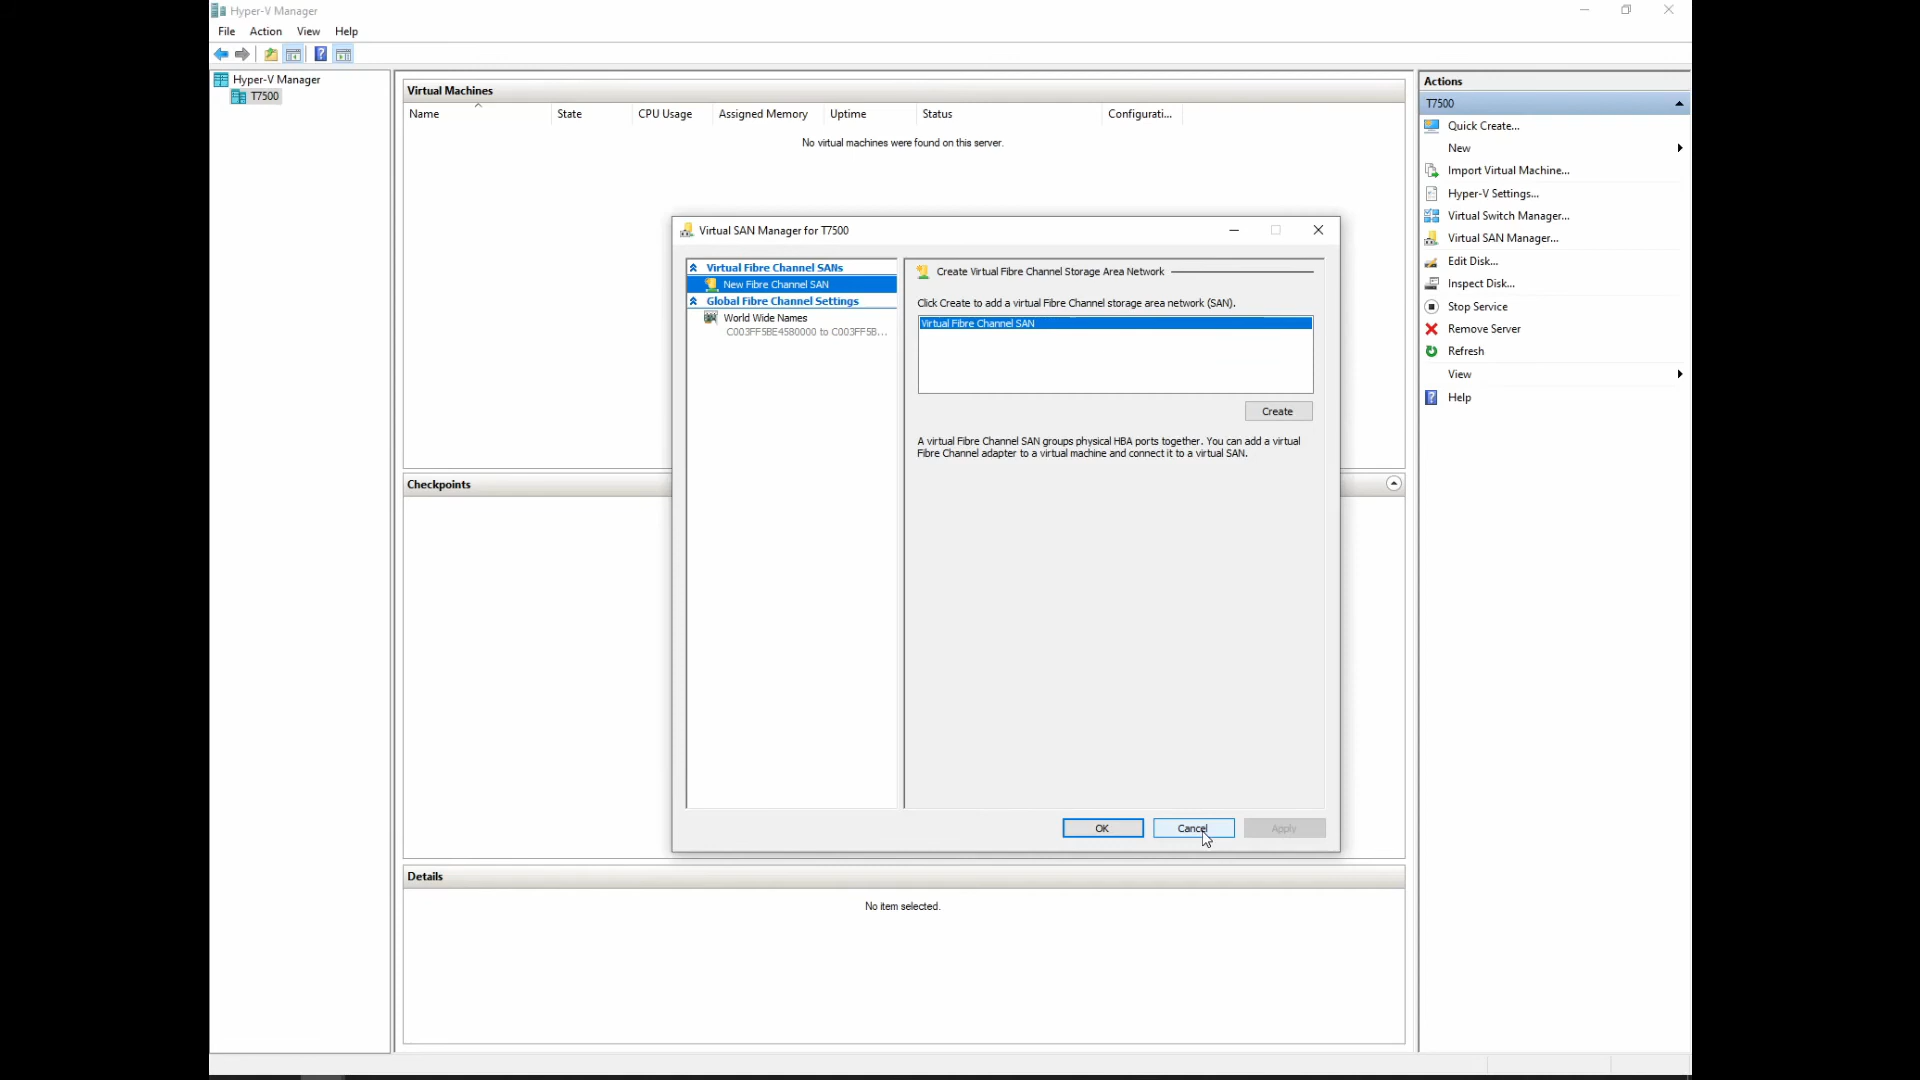 Hyper-V Manager
File Action View Help
Hyper-V Manager
T7500
Virtual Machines
Name State CPU Usage Assigned Memory Uptime Status Configurati...
No virtual machines were found on this server.
Virtual SAN Manager for T7500
Virtual Fibre Channel SANs
New Fibre Channel SAN
Global Fibre Channel Settings
World Wide Names
C003FF5BE4580000 to C003FF5B...
Create Virtual Fibre Channel Storage Area Network
Click Create to add a virtual Fibre Channel storage area network (SAN).
Virtual Fibre Channel SAN
Create
A virtual Fibre Channel SAN groups physical HBA ports together. You can add a virtual
Fibre Channel adapter to a virtual machine and connect it to a virtual SAN.
OK Cancel Apply
Checkpoints
Details
No item selected.
Actions
T7500
Quick Create...
New
Import Virtual Machine...
Hyper-V Settings...
Virtual Switch Manager...
Virtual SAN Manager...
Edit Disk...
Inspect Disk...
Stop Service
Remove Server
Refresh
View
Help